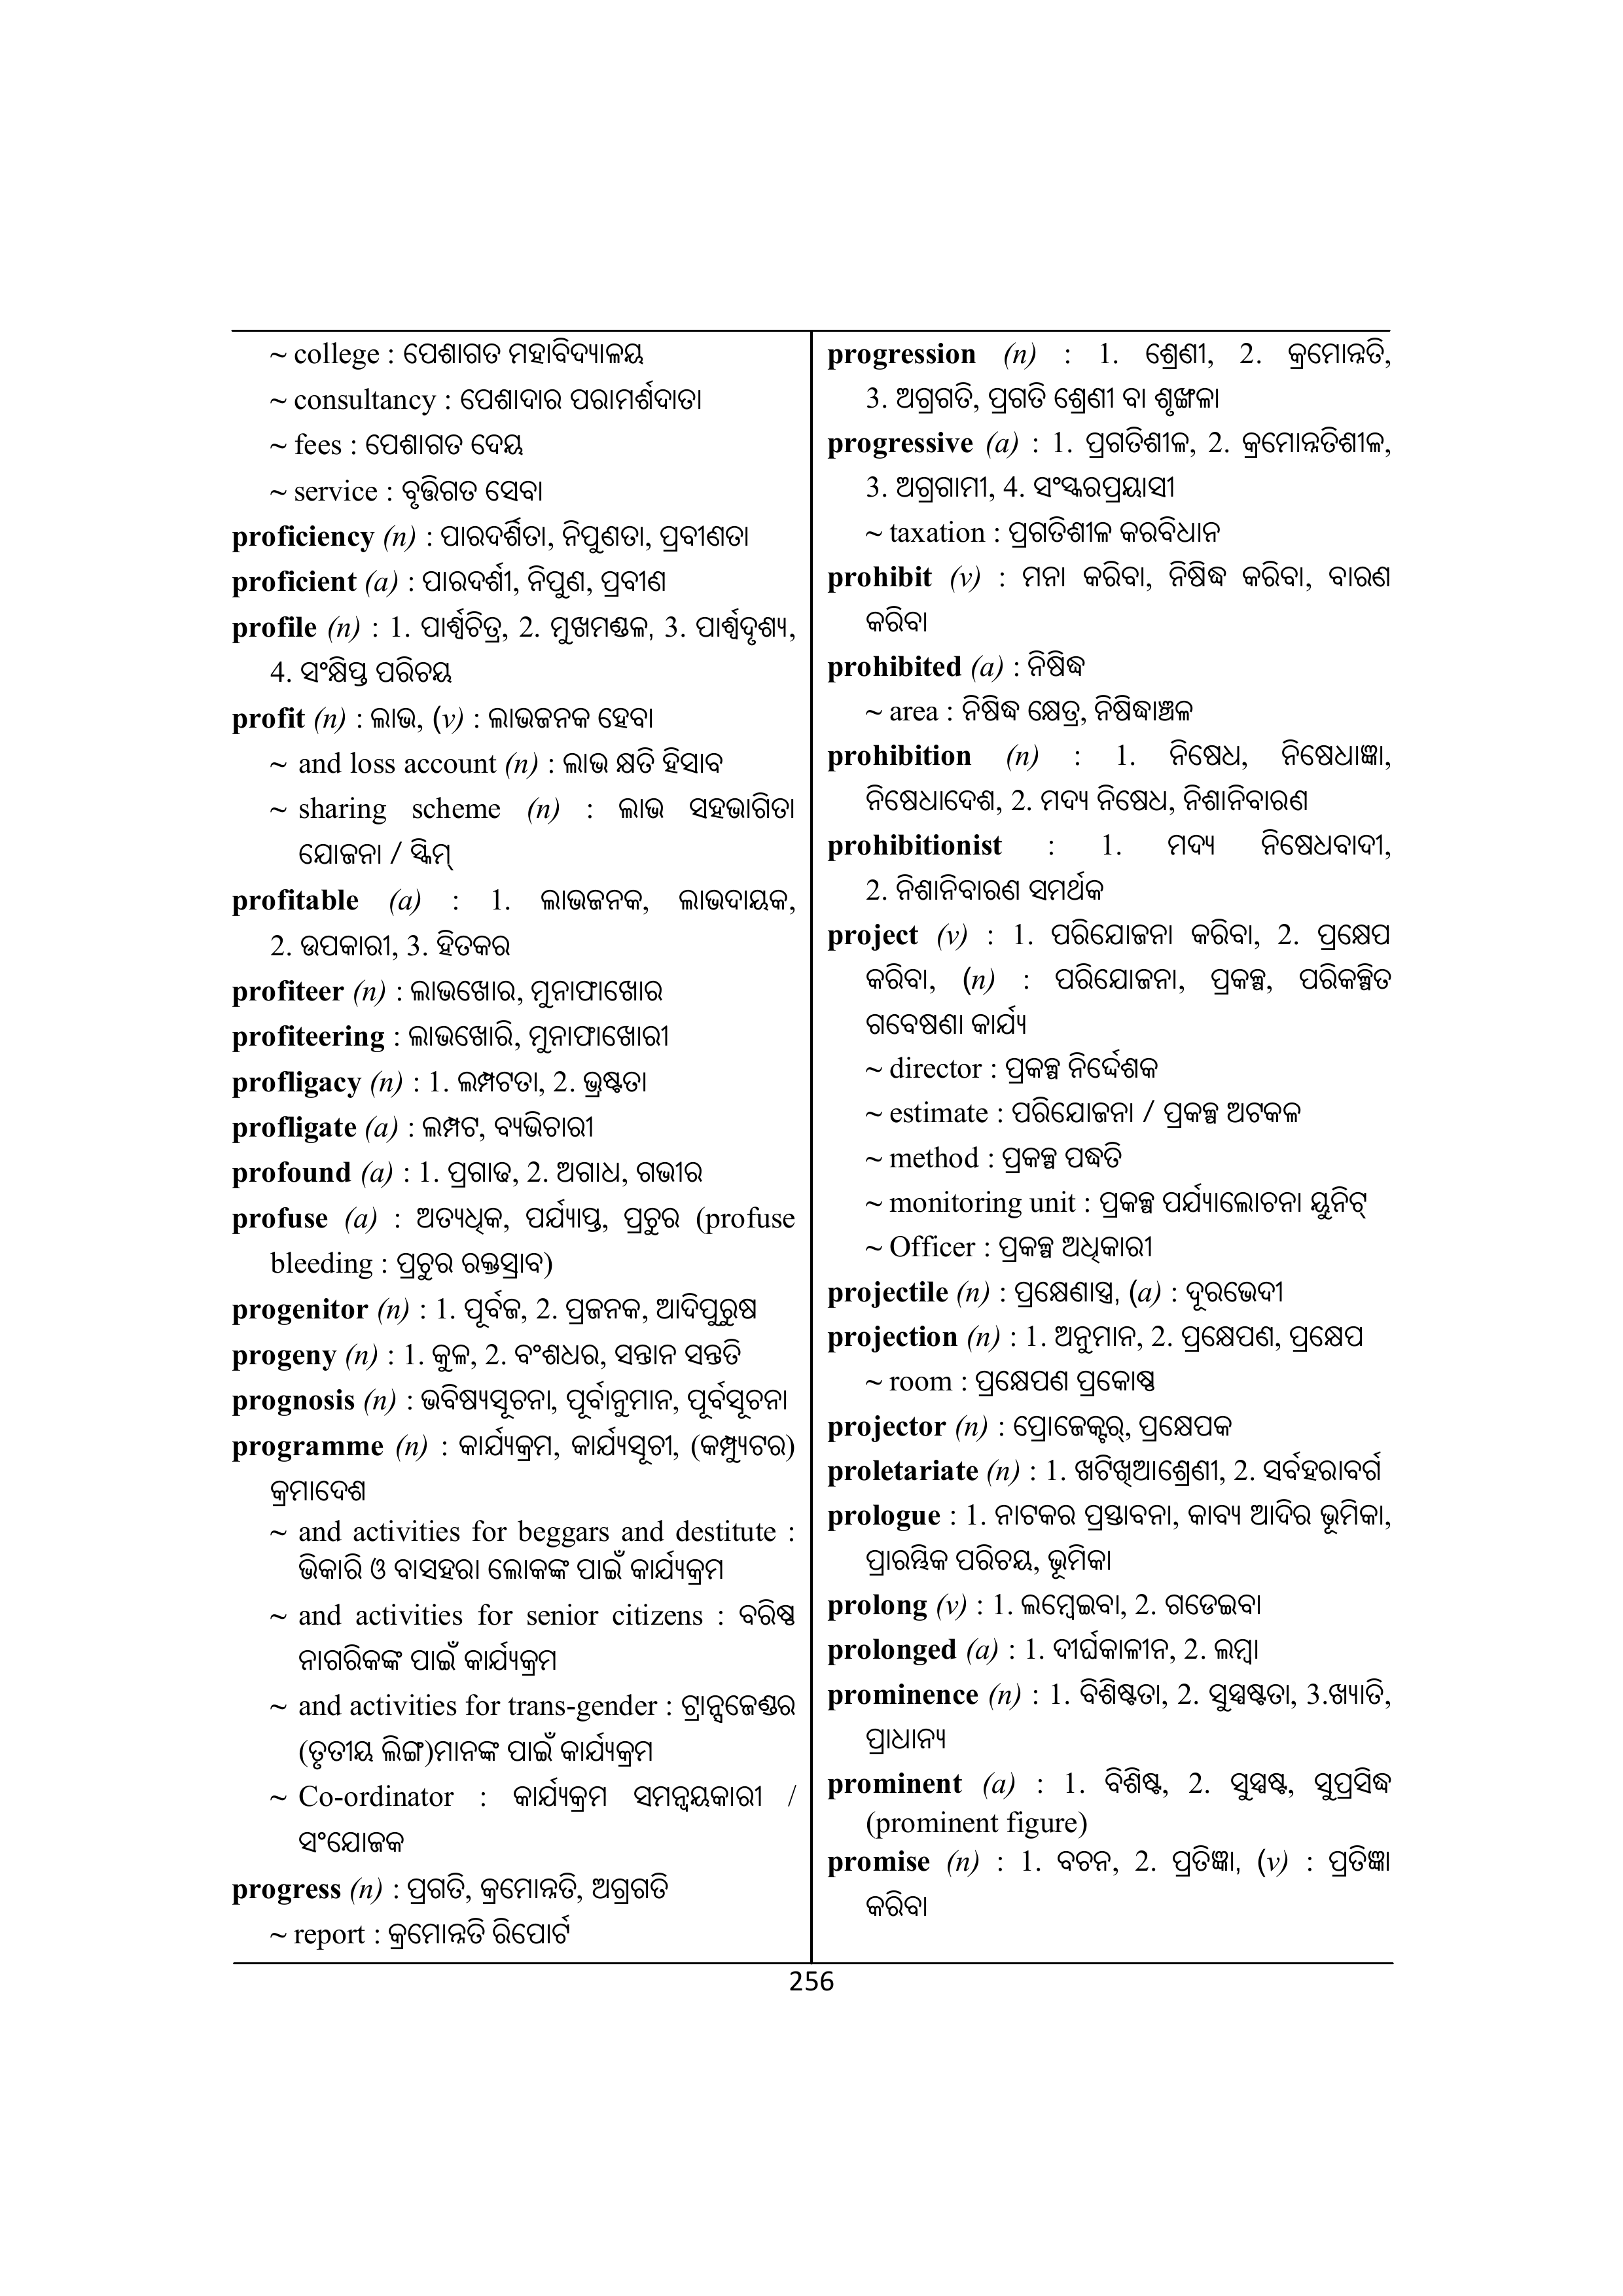 ~ college : ପେଶାଗତ ମହାବିଦ୍ୟାଳୟ
~ consultancy : ପେଶାଦାର ପରାମର୍ଶଦାତା
~ fees : ପେଶାଗତ ଦେୟ
~ service : ବୃତ୍ତିଗତ ସେବା
proficiency (n) : ପାରଦର୍ଶିତା, ନିପୁଣତା, ପ୍ରବୀଣତା
proficient (a) : ପାରଦର୍ଶୀ, ନିପୁଣ, ପ୍ରବୀଣ
profile (n) : 1. ପାର୍ଶ୍ୱଚିତ୍ର, 2. ମୁଖମଣ୍ଡଳ, 3. ପାର୍ଶ୍ୱଦୃଶ୍ୟ,
4. ସଂକ୍ଷିପ୍ତ ପରିଚୟ
profit (n) : ଲାଭ, (v) : ଲାଭଜନକ ହେବା
~ and loss account (n) : ଲାଭ କ୍ଷତି ହିସାବ
~ sharing scheme (n) : ଲାଭ ସହଭାଗିତା
ଯୋଜନା / ସ୍କିମ୍
profitable (a) : 1. ଲାଭଜନକ, ଲାଭଦାୟକ,
2. ଉପକାରୀ, 3. ହିତକର
profiteer (n) : ଲାଭଖୋର, ମୁନାଫାଖୋର
profiteering : ଲାଭଖୋରି, ମୁନାଫାଖୋରୀ
profligacy (n) : 1. ଲମ୍ପଟତା, 2. ଭ୍ରଷ୍ଟତା
profligate (a) : ଲମ୍ପଟ, ବ୍ୟଭିଚାରୀ
profound (a) : 1. ପ୍ରଗାଢ, 2. ଅଗାଧ, ଗଭୀର
profuse (a) : ଅତ୍ୟଧିକ, ପର୍ଯ୍ୟାପ୍ତ, ପ୍ରଚୁର (profuse
bleeding : ପ୍ରଚୁର ରକ୍ତସ୍ରାବ)
progenitor (n) : 1. ପୂର୍ବଜ, 2. ପ୍ରଜନକ, ଆଦିପୁରୁଷ
progeny (n) : 1. କୁଳ, 2. ବଂଶଧର, ସନ୍ତାନ ସନ୍ତତି
prognosis (n) : ଭବିଷ୍ୟସୂଚନା, ପୂର୍ବାନୁମାନ, ପୂର୍ବସୂଚନା
programme (n) : କାର୍ଯ୍ୟକ୍ରମ, କାର୍ଯ୍ୟସୂଚୀ, (କମ୍ପ୍ୟୁଟର)
କ୍ରମାଦେଶ
~ and activities for beggars and destitute :
ଭିକାରି ଓ ବାସହରା ଲୋକଙ୍କ ପାଇଁ କାର୍ଯ୍ୟକ୍ରମ
~ and activities for senior citizens : ବରିଷ୍ଠ
ନାଗରିକଙ୍କ ପାଇଁ କାର୍ଯ୍ୟକ୍ରମ
~ and activities for trans-gender : ଟ୍ରାନ୍ସଜେଣ୍ଡର
(ତୃତୀୟ ଲିଙ୍ଗ)ମାନଙ୍କ ପାଇଁ କାର୍ଯ୍ୟକ୍ରମ
~ Co-ordinator : କାର୍ଯ୍ୟକ୍ରମ ସମନ୍ୱୟକାରୀ /
ସଂଯୋଜକ
progress (n) : ପ୍ରଗତି, କ୍ରମୋନ୍ନତି, ଅଗ୍ରଗତି
~ report : କ୍ରମୋନ୍ନତି ରିପୋର୍ଟ
progression (n) : 1. ଶ୍ରେଣୀ, 2. କ୍ରମୋନ୍ନତି,
3. ଅଗ୍ରଗତି, ପ୍ରଗତି ଶ୍ରେଣୀ ବା ଶୃଙ୍ଖଳା
progressive (a) : 1. ପ୍ରଗତିଶୀଳ, 2. କ୍ରମୋନ୍ନତିଶୀଳ,
3. ଅଗ୍ରଗାମୀ, 4. ସଂସ୍କରପ୍ରୟାସୀ
~ taxation : ପ୍ରଗତିଶୀଳ କରବିଧାନ
prohibit (v) : ମନା କରିବା, ନିଷିଦ୍ଧ କରିବା, ବାରଣ
କରିବା
prohibited (a) : ନିଷିଦ୍ଧ
~ area : ନିଷିଦ୍ଧ କ୍ଷେତ୍ର, ନିଷିଦ୍ଧାଞ୍ଚଳ
prohibition (n) : 1. ନିଷେଧ, ନିଷେଧାଜ୍ଞା,
ନିଷେଧାଦେଶ, 2. ମଦ୍ୟ ନିଷେଧ, ନିଶାନିବାରଣ
prohibitionist : 1. ମଦ୍ୟ ନିଷେଧବାଦୀ,
2. ନିଶାନିବାରଣ ସମର୍ଥକ
project (v) : 1. ପରିଯୋଜନା କରିବା, 2. ପ୍ରକ୍ଷେପ
କରିବା, (n) : ପରିଯୋଜନା, ପ୍ରକଳ୍ପ, ପରିକଳ୍ପିତ
ଗବେଷଣା କାର୍ଯ୍ୟ
~ director : ପ୍ରକଳ୍ପ ନିର୍ଦ୍ଦେଶକ
~ estimate : ପରିଯୋଜନା / ପ୍ରକଳ୍ପ ଅଟକଳ
~ method : ପ୍ରକଳ୍ପ ପଦ୍ଧତି
~ monitoring unit : ପ୍ରକଳ୍ପ ପର୍ଯ୍ୟାଲୋଚନା ୟୁନିଟ୍
~ Officer : ପ୍ରକଳ୍ପ ଅଧିକାରୀ
projectile (n) : ପ୍ରକ୍ଷେଣାସ୍ତ୍ର, (a) : ଦୂରଭେଦୀ
projection (n) : 1. ଅନୁମାନ, 2. ପ୍ରକ୍ଷେପଣ, ପ୍ରକ୍ଷେପ
~ room : ପ୍ରକ୍ଷେପଣ ପ୍ରକୋଷ୍ଠ
projector (n) : ପ୍ରୋଜେକ୍ଟର୍, ପ୍ରକ୍ଷେପକ
proletariate (n) : 1. ଖଟିଖିଆଶ୍ରେଣୀ, 2. ସର୍ବହରାବର୍ଗ
prologue : 1. ନାଟକର ପ୍ରସ୍ତାବନା, କାବ୍ୟ ଆଦିର ଭୂମିକା,
ପ୍ରାରମ୍ଭିକ ପରିଚୟ, ଭୂମିକା
prolong (v) : 1. ଲମ୍ବେଇବା, 2. ଗଡେଇବା
prolonged (a) : 1. ଦୀର୍ଘକାଳୀନ, 2. ଲମ୍ବା
prominence (n) : 1. ବିଶିଷ୍ଟତା, 2. ସୁସ୍ପଷ୍ଟତା, 3.ଖ୍ୟାତି,
ପ୍ରାଧାନ୍ୟ
prominent (a) : 1. ବିଶିଷ୍ଟ, 2. ସୁସ୍ପଷ୍ଟ, ସୁପ୍ରସିଦ୍ଧ
(prominent figure)
promise (n) : 1. ବଚନ, 2. ପ୍ରତିଜ୍ଞା, (v) : ପ୍ରତିଜ୍ଞା
କରିବା
256